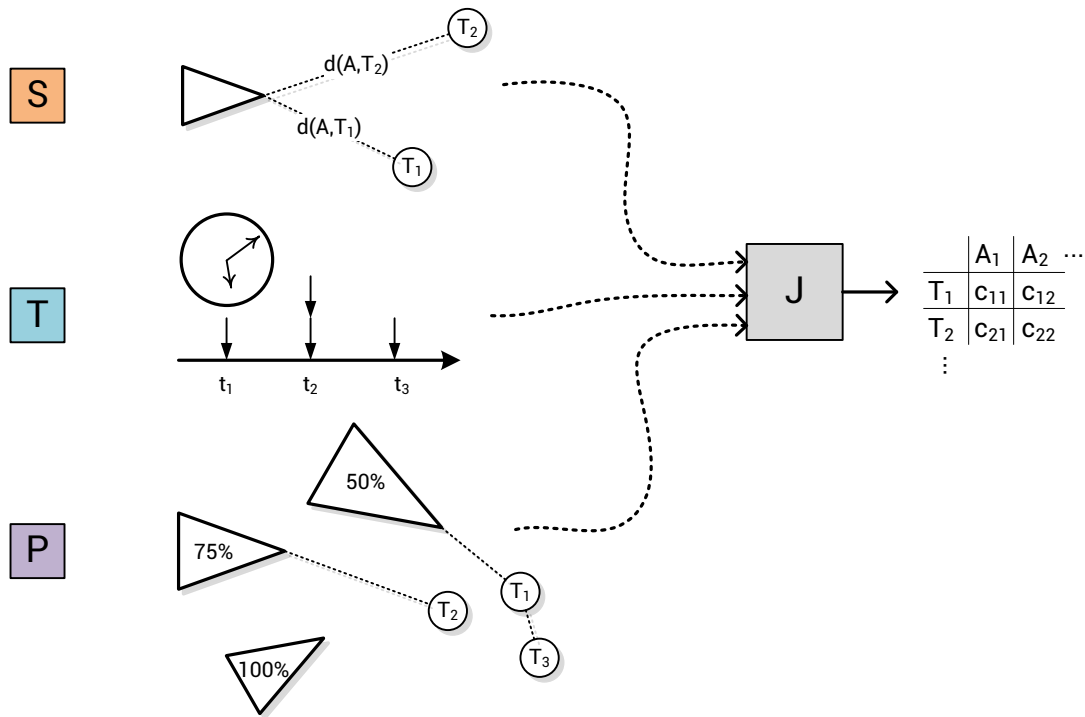 S
T₂
d(A,T₂)
d(A,T₁)
T₁
T
t₁ t₂ t₃
J
A₁ A₂ ...
T₁ c₁₁ c₁₂
T₂ c₂₁ c₂₂
⋮
P
50%
75%
T₁
T₂
T₃
100%